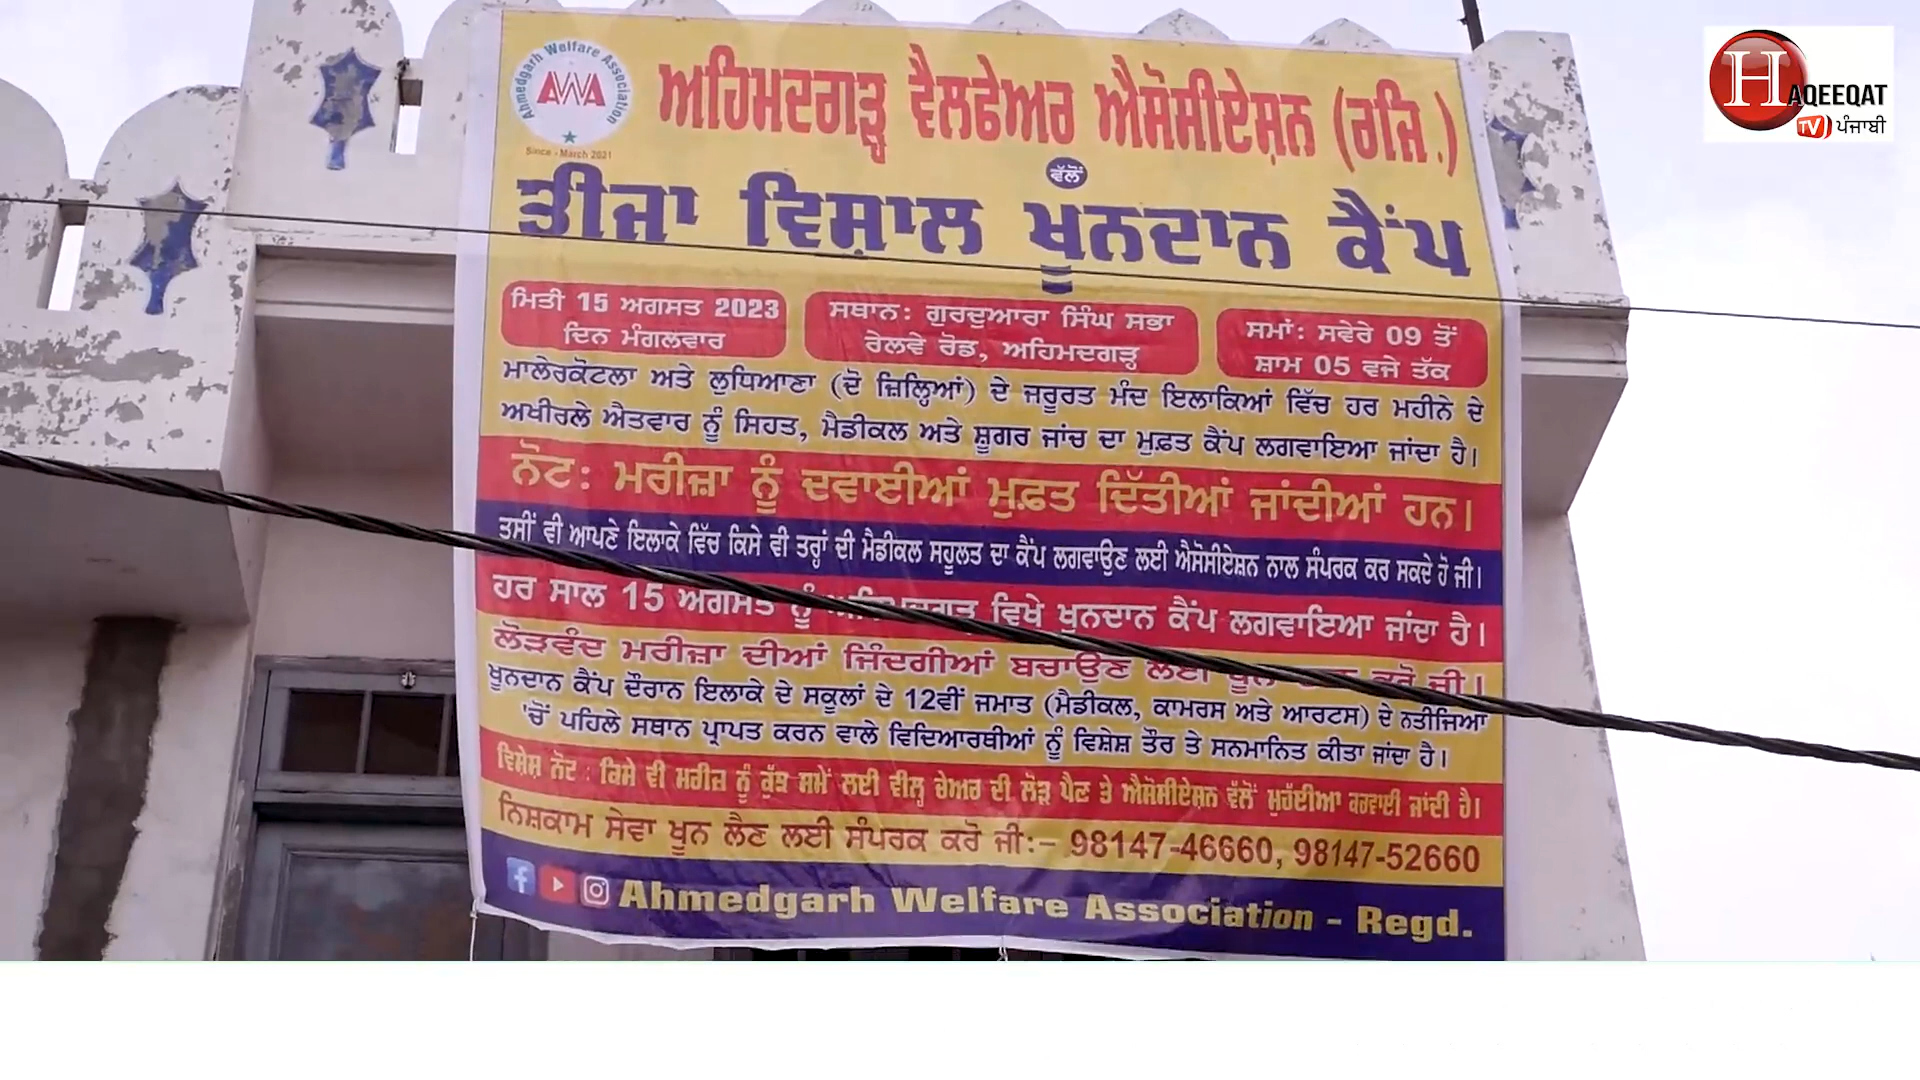 HAQEEQAT
TV ਪੰਜਾਬੀ
Ahmedgarh Welfare Association
AWA
Since - March 2021
ਅਹਿਮਦਗੜ੍ਹ ਵੈਲਫੇਅਰ ਐਸੋਸੀਏਸ਼ਨ (ਰਜਿ.)
ਵੱਲੋਂ
ਤੀਜਾ ਵਿਸ਼ਾਲ ਖੂਨਦਾਨ ਕੈਂਪ
ਮਿਤੀ 15 ਅਗਸਤ 2023
ਦਿਨ ਮੰਗਲਵਾਰ
ਸਥਾਨ: ਗੁਰਦੁਆਰਾ ਸਿੰਘ ਸਭਾ
ਰੇਲਵੇ ਰੋਡ, ਅਹਿਮਦਗੜ੍ਹ
ਸਮਾਂ: ਸਵੇਰੇ 09 ਤੋਂ
ਸ਼ਾਮ 05 ਵਜੇ ਤੱਕ
ਮਾਲੇਰਕੋਟਲਾ ਅਤੇ ਲੁਧਿਆਣਾ (ਦੋ ਜ਼ਿਲ੍ਹਿਆਂ) ਦੇ ਜਰੂਰਤ ਮੰਦ ਇਲਾਕਿਆਂ ਵਿੱਚ ਹਰ ਮਹੀਨੇ ਦੇ
ਅਖੀਰਲੇ ਐਤਵਾਰ ਨੂੰ ਸਿਹਤ, ਮੈਡੀਕਲ ਅਤੇ ਸ਼ੂਗਰ ਜਾਂਚ ਦਾ ਮੁਫ਼ਤ ਕੈਂਪ ਲਗਵਾਇਆ ਜਾਂਦਾ ਹੈ।
ਨੋਟ: ਮਰੀਜ਼ਾ ਨੂੰ ਦਵਾਈਆਂ ਮੁਫ਼ਤ ਦਿੱਤੀਆਂ ਜਾਂਦੀਆਂ ਹਨ।
ਤਸੀਂ ਵੀ ਆਪਣੇ ਇਲਾਕੇ ਵਿੱਚ ਕਿਸੇ ਵੀ ਤਰ੍ਹਾਂ ਦੀ ਮੈਡੀਕਲ ਸਹੂਲਤ ਦਾ ਕੈਂਪ ਲਗਵਾਉਣ ਲਈ ਐਸੋਸੀਏਸ਼ਨ ਨਾਲ ਸੰਪਰਕ ਕਰ ਸਕਦੇ ਹੋ ਜੀ।
ਹਰ ਸਾਲ 15 ਅਗਸਤ ਨੂੰ ਅਹਿਮਦਗੜ੍ਹ ਵਿਖੇ ਖੂਨਦਾਨ ਕੈਂਪ ਲਗਵਾਇਆ ਜਾਂਦਾ ਹੈ।
ਲੋੜਵੰਦ ਮਰੀਜ਼ਾ ਦੀਆਂ ਜਿੰਦਗੀਆਂ ਬਚਾਉਣ ਲਈ ਖੂਨ ਦਾਨ ਕਰੋ ਜੀ।
ਖੂਨਦਾਨ ਕੈਂਪ ਦੌਰਾਨ ਇਲਾਕੇ ਦੇ ਸਕੂਲਾਂ ਦੇ 12ਵੀਂ ਜਮਾਤ (ਮੈਡੀਕਲ, ਕਾਮਰਸ ਅਤੇ ਆਰਟਸ) ਦੇ ਨਤੀਜਿਆ
'ਚੋਂ ਪਹਿਲੇ ਸਥਾਨ ਪ੍ਰਾਪਤ ਕਰਨ ਵਾਲੇ ਵਿਦਿਆਰਥੀਆਂ ਨੂੰ ਵਿਸ਼ੇਸ਼ ਤੌਰ ਤੇ ਸਨਮਾਨਿਤ ਕੀਤਾ ਜਾਂਦਾ ਹੈ।
ਵਿਸ਼ੇਸ਼ ਨੋਟ : ਕਿਸੇ ਵੀ ਮਰੀਜ਼ ਨੂੰ ਕੁੱਝ ਸਮੇਂ ਲਈ ਵੀਲ੍ਹ ਚੇਅਰ ਦੀ ਲੋੜ ਪੈਣ ਤੇ ਐਸੋਸੀਏਸ਼ਨ ਵੱਲੋਂ ਮੁਹੱਈਆ ਕਰਵਾਈ ਜਾਂਦੀ ਹੈ।
ਨਿਸ਼ਕਾਮ ਸੇਵਾ ਖੂਨ ਲੈਣ ਲਈ ਸੰਪਰਕ ਕਰੋ ਜੀ:- 98147-46660, 98147-52660
Ahmedgarh Welfare Association - Regd.